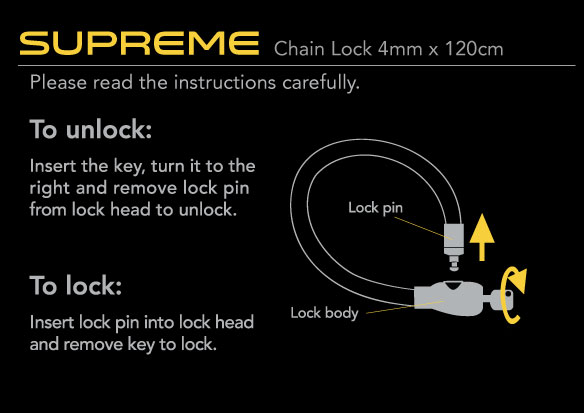 SUPREME Chain Lock 4mm x 120cm
Please read the instructions carefully.
To unlock:
Insert the key, turn it to the
right and remove lock pin
from lock head to unlock.
Lock pin
To lock:
Insert lock pin into lock head
and remove key to lock.
Lock body